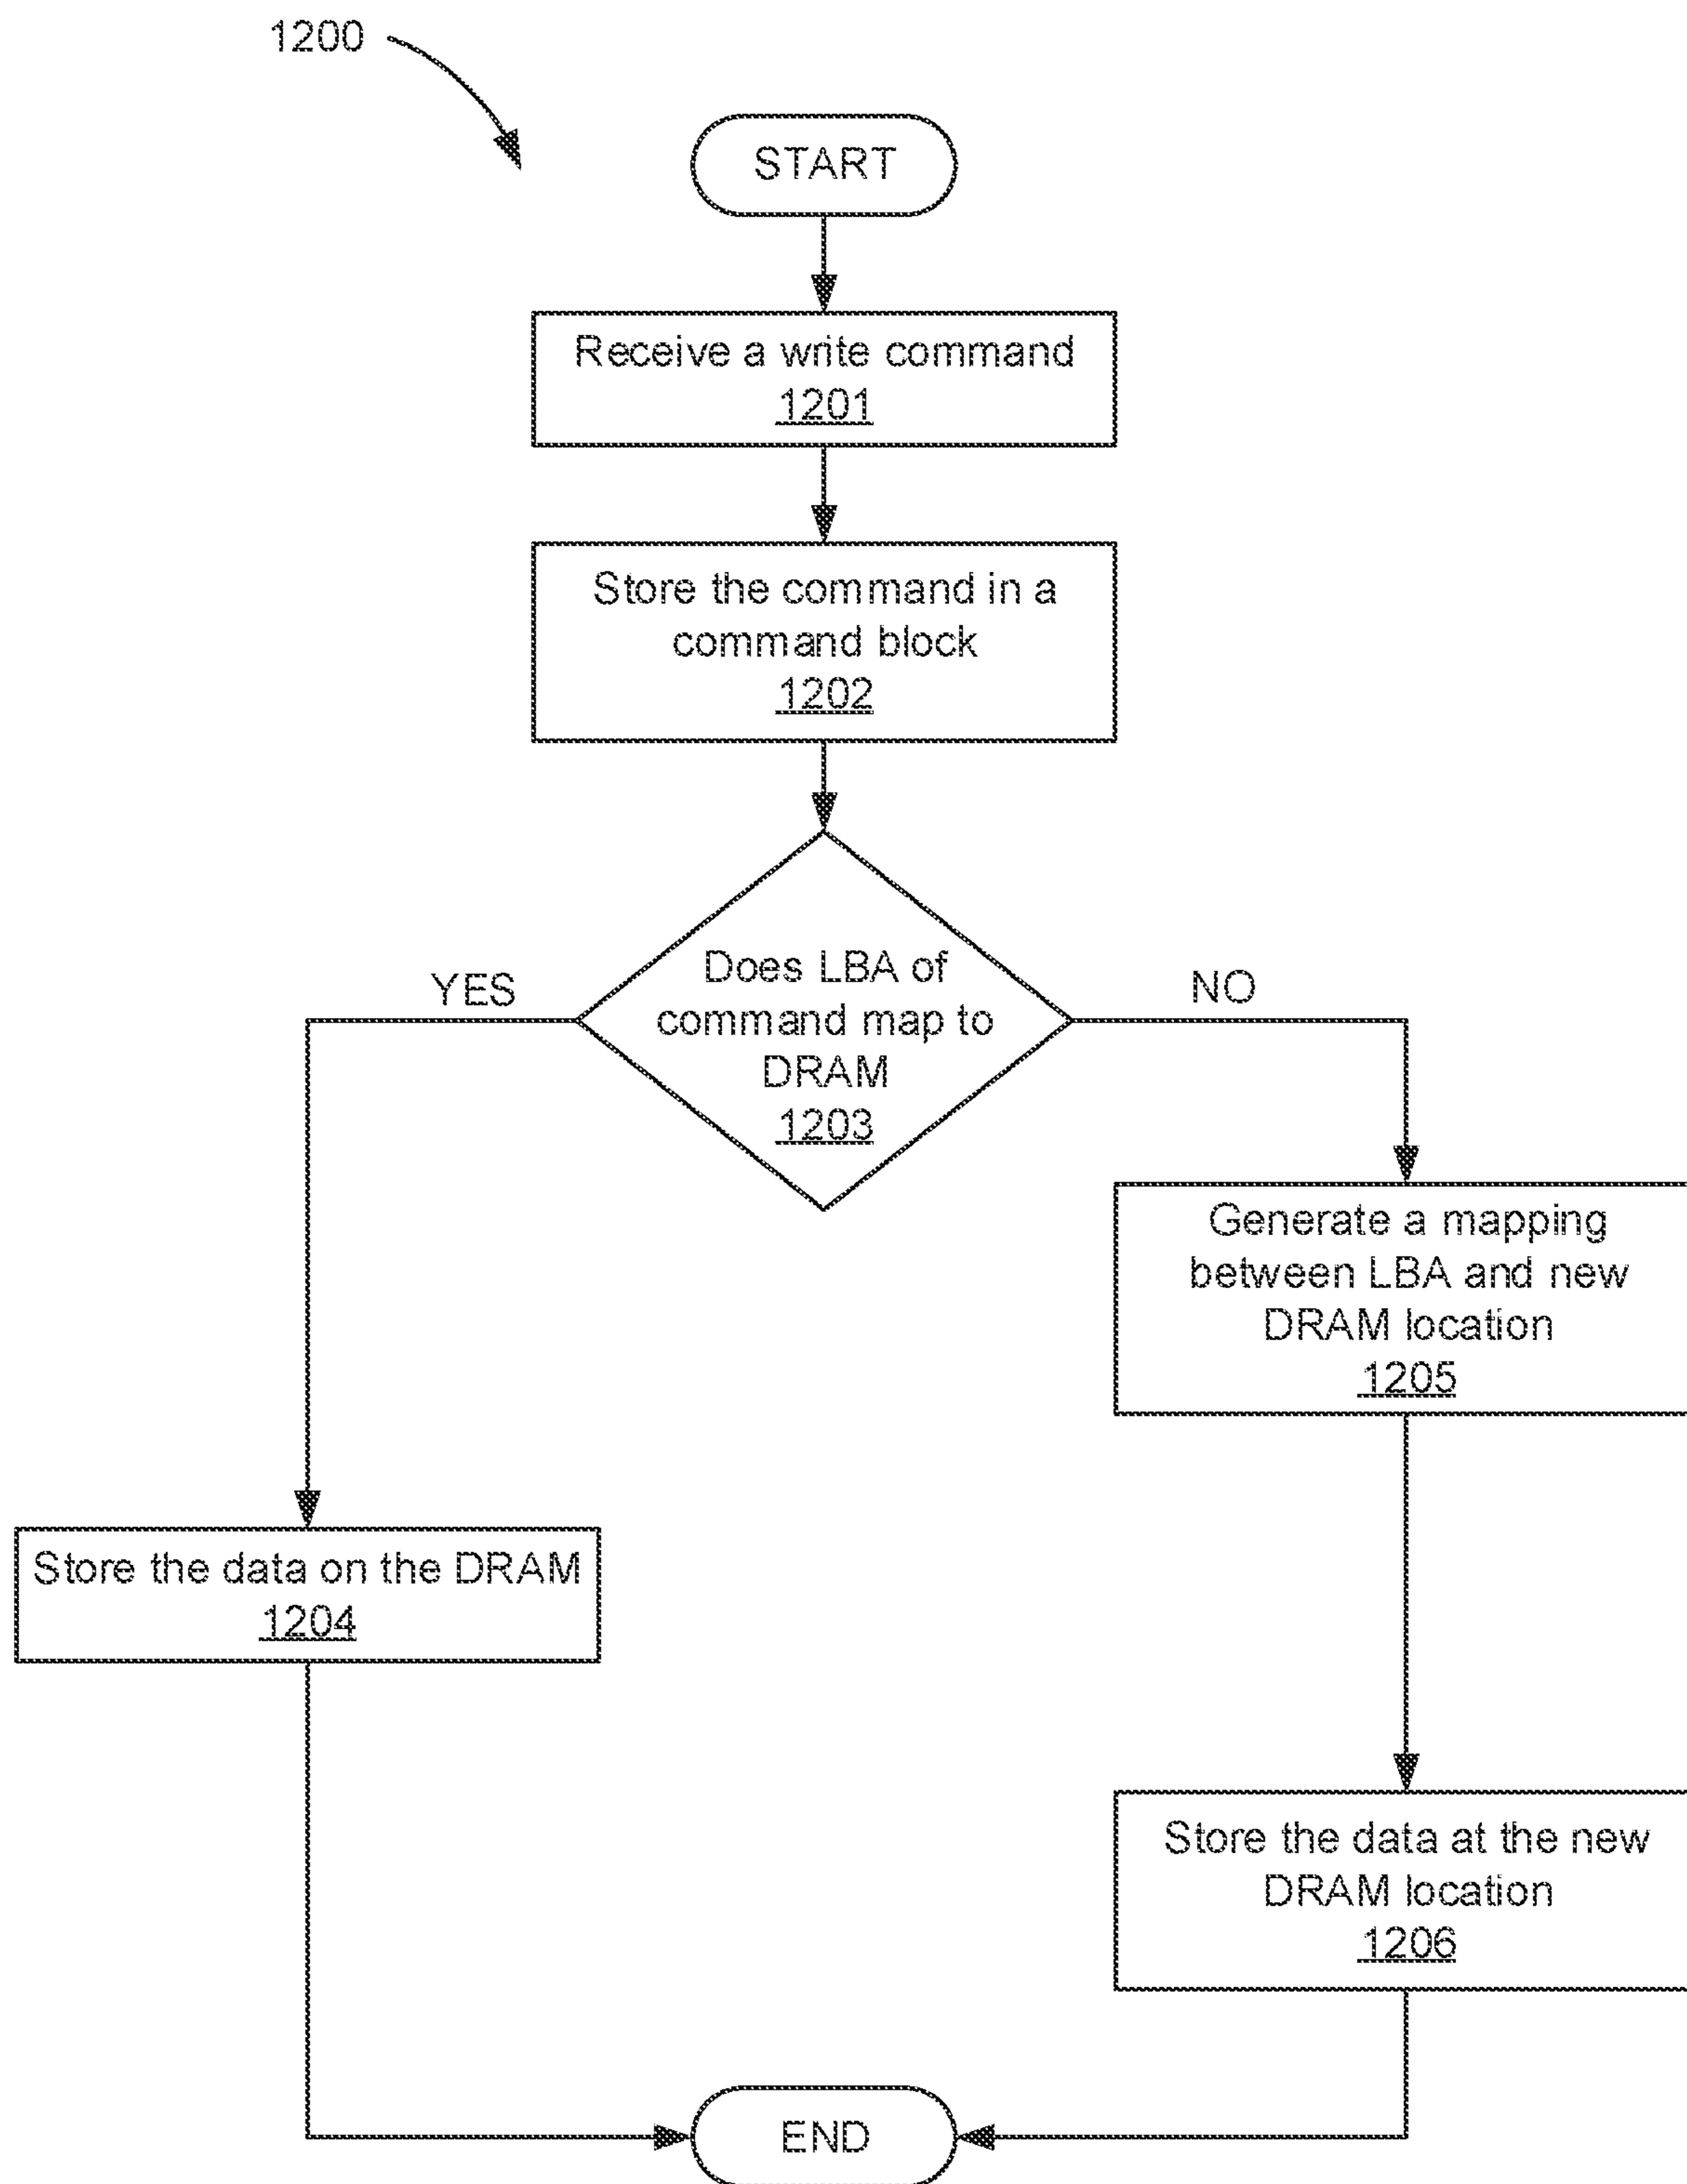 1200
START
Receive a write command
1201
Store the command in a
command block
1202
Does LBA of
command map to
DRAM
1203
YES
NO
Generate a mapping
between LBA and new
DRAM location
1205
Store the data on the DRAM
1204
Store the data at the new
DRAM location
1206
END